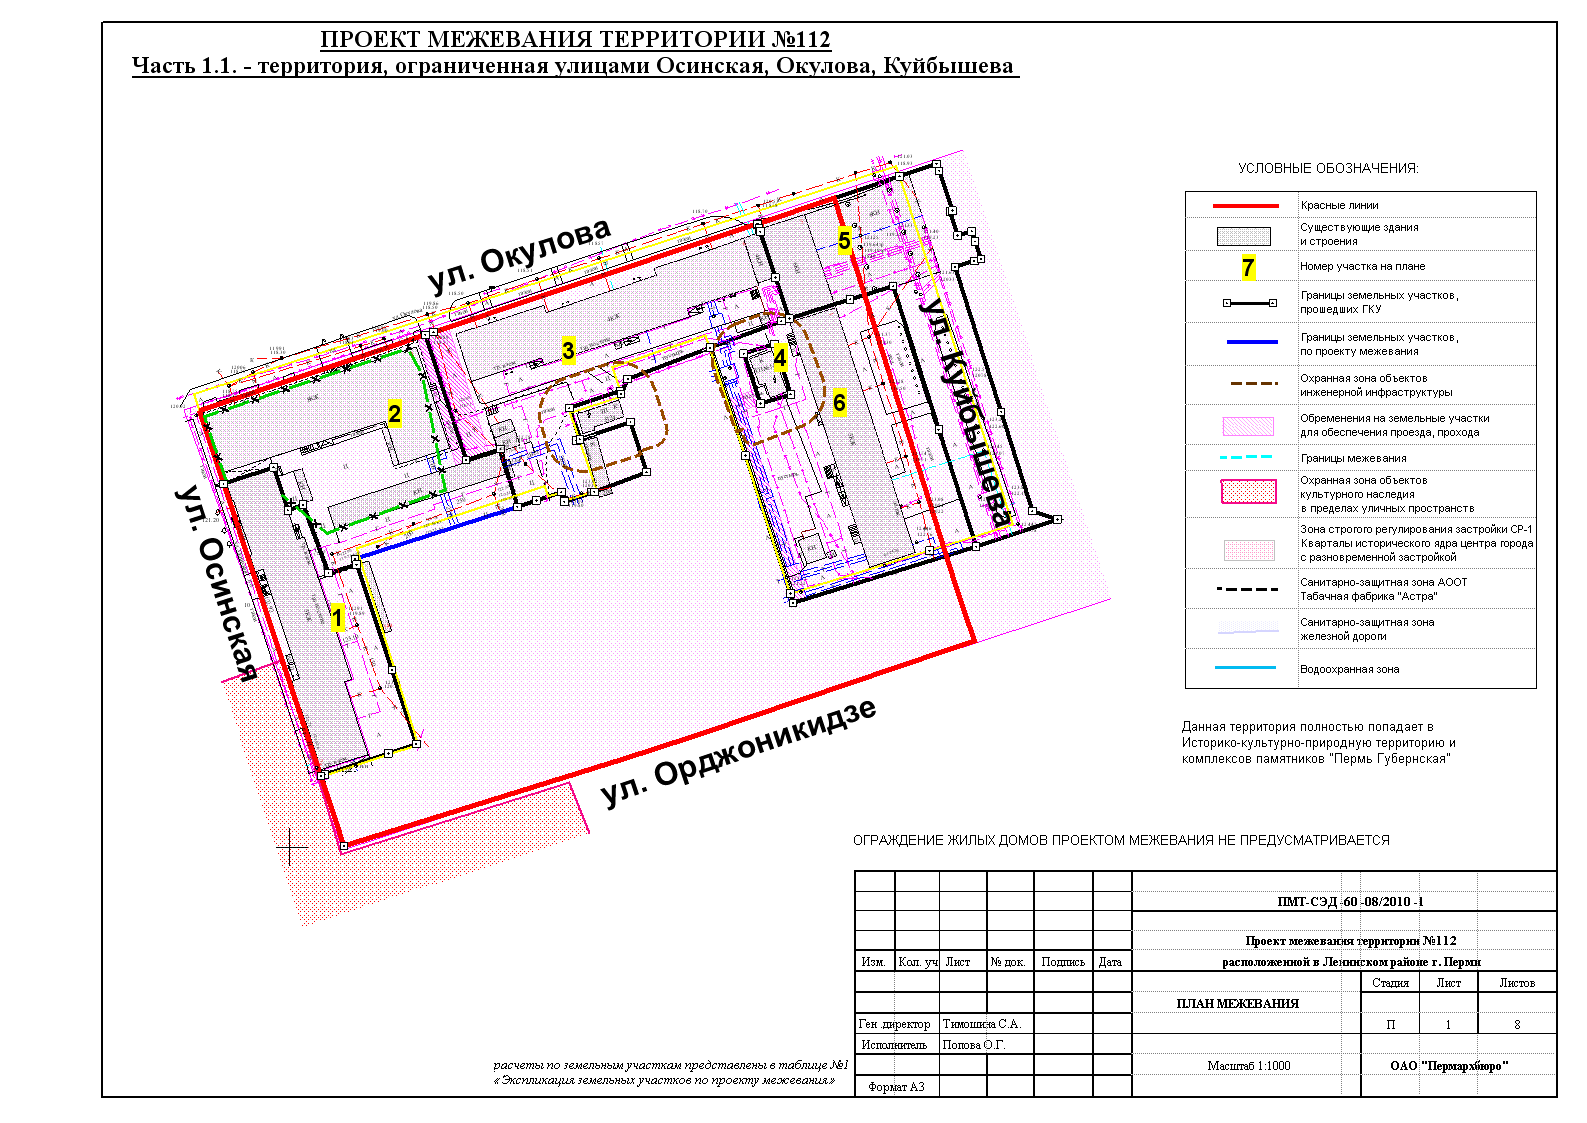 ПРОЕКТ МЕЖЕВАНИЯ ТЕРРИТОРИИ №112
Часть 1.1. - территория, ограниченная улицами Осинская, Окулова, Куйбышева
ул. Окулова
ул. Осинская
ул. Куйбышева
ул. Орджоникидзе
1
2
3
4
5
6
УСЛОВНЫЕ ОБОЗНАЧЕНИЯ:
Красные линии
Существующие здания
и строения
7
Номер участка на плане
Границы земельных участков,
прошедших ГКУ
Границы земельных участков,
по проекту межевания
Охранная зона объектов
инженерной инфраструктуры
Обременения на земельные участки
для обеспечения проезда, прохода
Границы межевания
Охранная зона объектов
культурного наследия
в пределах уличных пространств
Зона строгого регулирования застройки СР-1
Кварталы исторического ядра центра города
с разновременной застройкой
Санитарно-защитная зона АООТ
Табачная фабрика "Астра"
Санитарно-защитная зона
железной дороги
Водоохранная зона
Данная территория полностью попадает в
Историко-культурно-природную территорию и
комплексов памятников "Пермь Губернская"
ОГРАЖДЕНИЕ ЖИЛЫХ ДОМОВ ПРОЕКТОМ МЕЖЕВАНИЯ НЕ ПРЕДУСМАТРИВАЕТСЯ
ПМТ-СЭД -60 -08/2010 -1
Проект межевания территории №112
расположенной в Ленинском районе г. Перми
Изм. Кол. уч Лист № док. Подпись Дата
Стадия Лист Листов
ПЛАН МЕЖЕВАНИЯ
П 1 8
Ген .директор Тимошина С.А.
Исполнитель Попова О.Г.
Масштаб 1:1000
ОАО "Пермархбюро"
Формат А3
расчеты по земельным участкам представлены в таблице №1
«Экспликация земельных участков по проекту межевания»